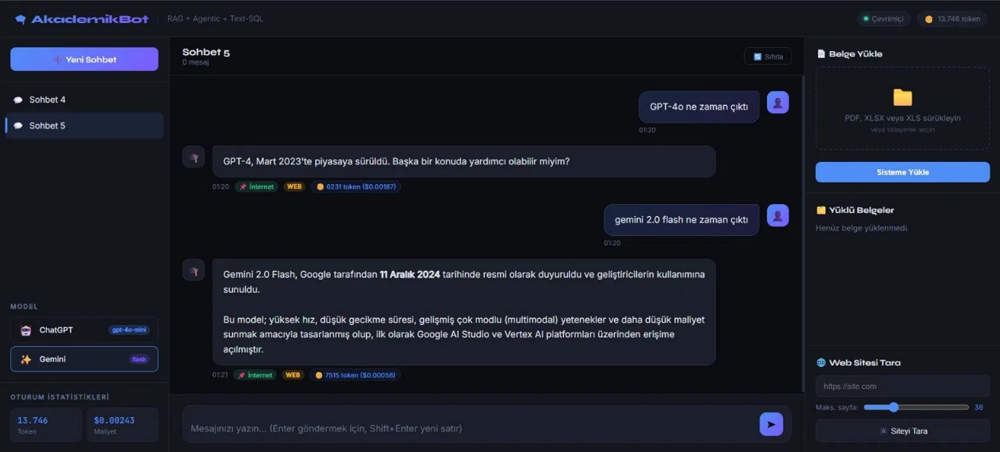 AkademikBot
RAG + Agentic + Text-SQL
Çevrimiçi
13.746 token
Yeni Sohbet
Sohbet 4
Sohbet 5
MODEL
ChatGPT
gpt-4o-mini
Gemini
flash
OTURUM İSTATİSTİKLERİ
13.746
Token
$0.00243
Maliyet
Sohbet 5
0 mesaj
Sıfırla
GPT-4o ne zaman çıktı
01:20
GPT-4, Mart 2023'te piyasaya sürüldü. Başka bir konuda yardımcı olabilir miyim?
01:20 İnternet WEB 6231 token ($0.00187)
gemini 2.0 flash ne zaman çıktı
01:20
Gemini 2.0 Flash, Google tarafından 11 Aralık 2024 tarihinde resmi olarak duyuruldu ve geliştiricilerin kullanımına
sunuldu.
Bu model; yüksek hız, düşük gecikme süresi, gelişmiş çok modlu (multimodal) yetenekler ve daha düşük maliyet
sunmak amacıyla tasarlanmış olup, ilk olarak Google AI Studio ve Vertex AI platformları üzerinden erişime
açılmıştır.
01:21 İnternet WEB 7515 token ($0.00056)
Mesajınızı yazın... (Enter göndermek için, Shift+Enter yeni satır)
Belge Yükle
PDF, XLSX veya XLS sürükleyin
veya tıklayarak seçin
Sisteme Yükle
Yüklü Belgeler
Henüz belge yüklenmedi.
Web Sitesi Tara
https://site.com
Maks. sayfa: 30
Siteyi Tara